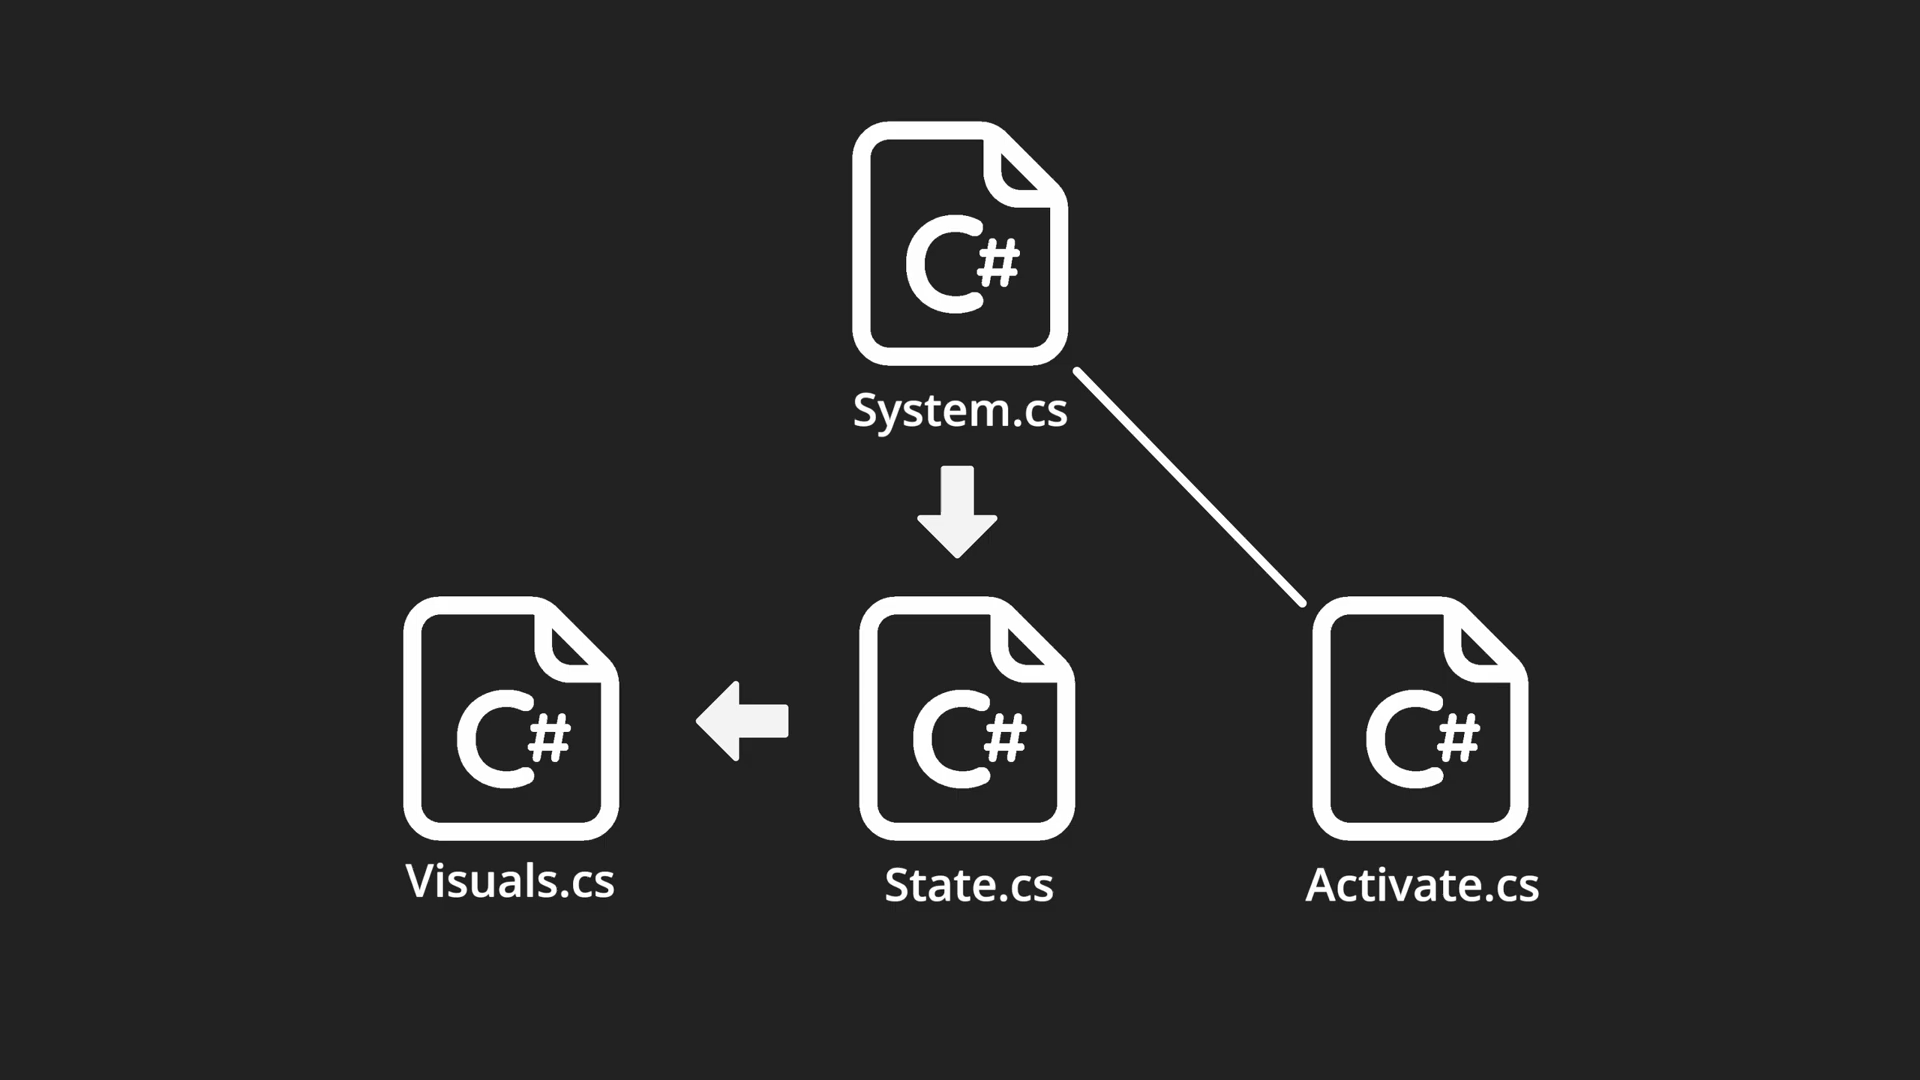 C#
System.cs
C#
C#
C#
Visuals.cs
State.cs
Activate.cs